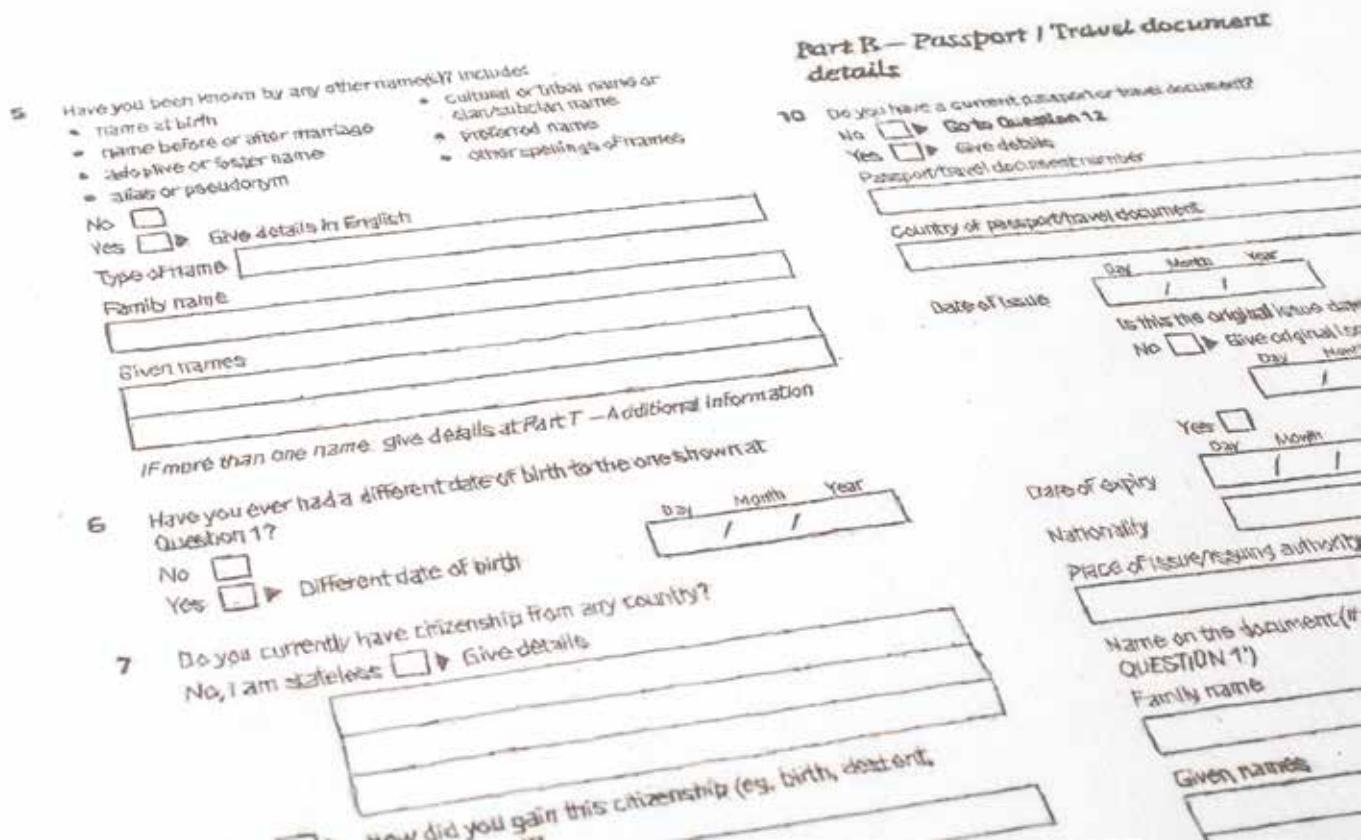 5 Have you been known by any other name(s)? Includes
• name at birth
• name before or after marriage
• adoptive or foster name
• alias or pseudonym
• cultural or tribal name or
clan/subclan name
• preferred name
• other spellings of names
No
Yes Give details in English
Type of name
Family name
Given names
If more than one name give details at Part T – Additional Information
6 Have you ever had a different date of birth to the one shown at
Question 1?
No
Yes Different date of birth
Day Month Year
/ /
7 Do you currently have citizenship from any country?
No, I am stateless Give details
How did you gain this citizenship (eg. birth, descent,
Part B – Passport / Travel document
details
10 Do you have a current passport or travel document?
No Go to Question 12
Yes Give details
Passport/travel document number
Country of passport/travel document
Day Month Year
Date of issue / /
Is this the original issue date
No Give original
Day
/
Yes
Day Month
Date of expiry / /
Nationality
Place of issue/issuing authority
Name on the document (#
QUESTION 1')
Family name
Given names